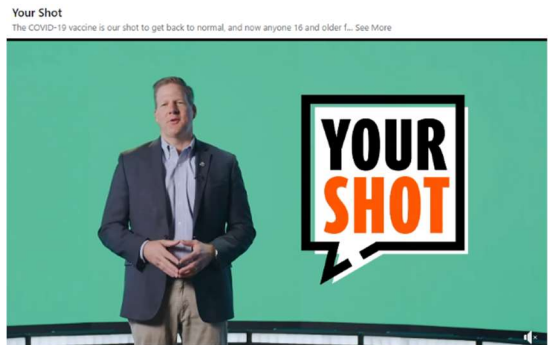 Your Shot
The COVID-19 vaccine is our shot to get back to normal, and now anyone 16 and older f... See More
YOUR
SHOT